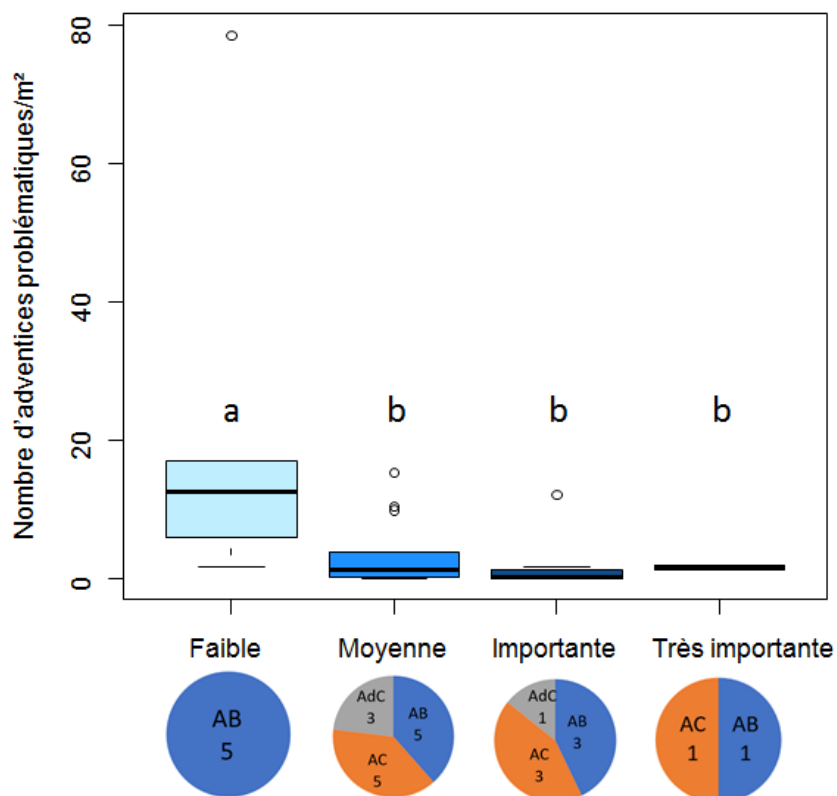 Nombre d'adventices problématiques/m²
80
60
40
20
0
a
b
b
b
Faible
Moyenne
Importante
Très importante
AB
5
AdC
3
AB
5
AC
5
AdC
1
AB
3
AC
3
AC
1
AB
1